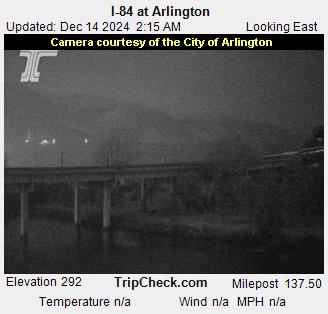 I-84 at Arlington
Updated: Dec 14 2024 2:15 AM Looking East
Camera courtesy of the City of Arlington
Elevation 292 TripCheck.com Milepost 137.50
Temperature n/a Wind n/a MPH n/a